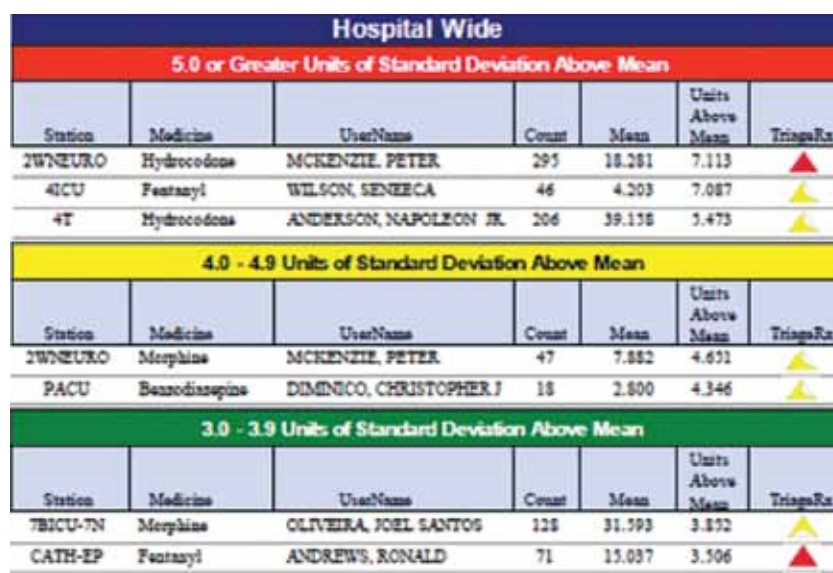 Hospital Wide
5.0 or Greater Units of Standard Deviation Above Mean
Station Medicine UserName Count Mean Units Above Mean TriageRx
2WNEURO Hydrocodone MCKENZIE, PETER 295 18.281 7.113
4ICU Fentanyl WILSON, SENEECA 46 4.203 7.087
4T Hydrocodone ANDERSON, NAPOLEON JR. 206 39.158 5.473
4.0 - 4.9 Units of Standard Deviation Above Mean
Station Medicine UserName Count Mean Units Above Mean TriageRx
2WNEURO Morphine MCKENZIE, PETER 47 7.882 4.651
PACU Benzodiazepine DIMINICO, CHRISTOPHER J 18 2.800 4.346
3.0 - 3.9 Units of Standard Deviation Above Mean
Station Medicine UserName Count Mean Units Above Mean TriageRx
7BICU-7N Morphine OLIVEIRA, JOEL SANTOS 128 31.593 3.852
CATH-EP Fentanyl ANDREWS, RONALD 71 15.037 3.506